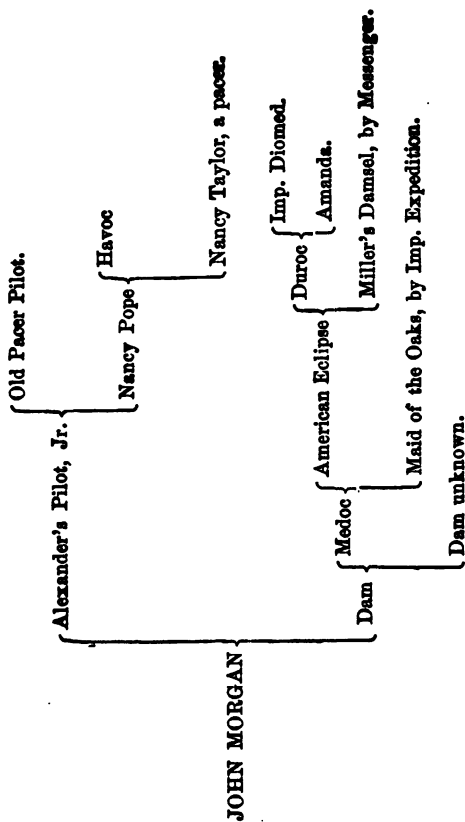 Old Pacer Pilot.
Alexander's Pilot, Jr.
Havoc
Nancy Pope
Nancy Taylor, a pacer.
JOHN MORGAN
Imp. Diomed.
Duroc
Amanda.
American Eclipse
Miller's Damsel, by Messenger.
Medoc
Maid of the Oaks, by Imp. Expedition.
Dam
Dam unknown.